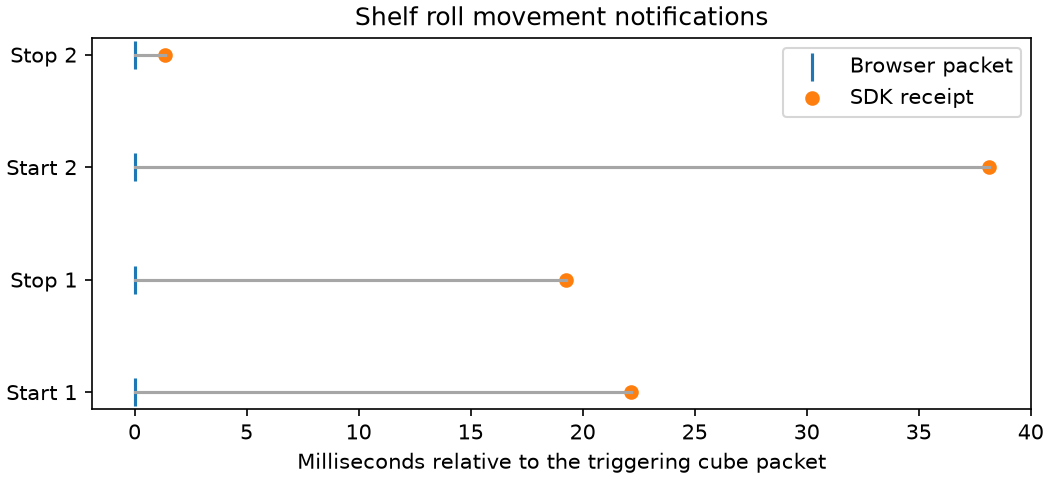 Shelf roll movement notifications
Stop 2
Start 2
Stop 1
Start 1
Browser packet
SDK receipt
0 5 10 15 20 25 30 35 40
Milliseconds relative to the triggering cube packet